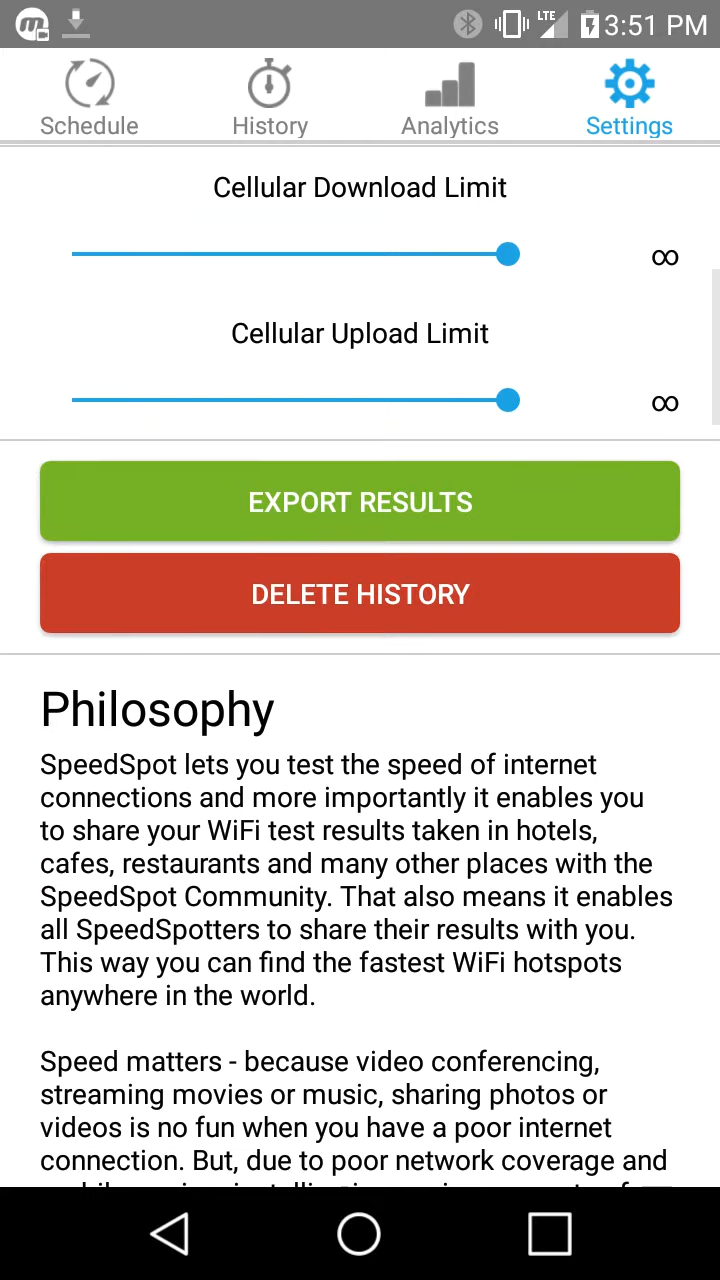 LTE 3:51 PM
Schedule History Analytics Settings
Cellular Download Limit
∞
Cellular Upload Limit
∞
EXPORT RESULTS
DELETE HISTORY
Philosophy
SpeedSpot lets you test the speed of internet
connections and more importantly it enables you
to share your WiFi test results taken in hotels,
cafes, restaurants and many other places with the
SpeedSpot Community. That also means it enables
all SpeedSpotters to share their results with you.
This way you can find the fastest WiFi hotspots
anywhere in the world.
Speed matters - because video conferencing,
streaming movies or music, sharing photos or
videos is no fun when you have a poor internet
connection. But, due to poor network coverage and